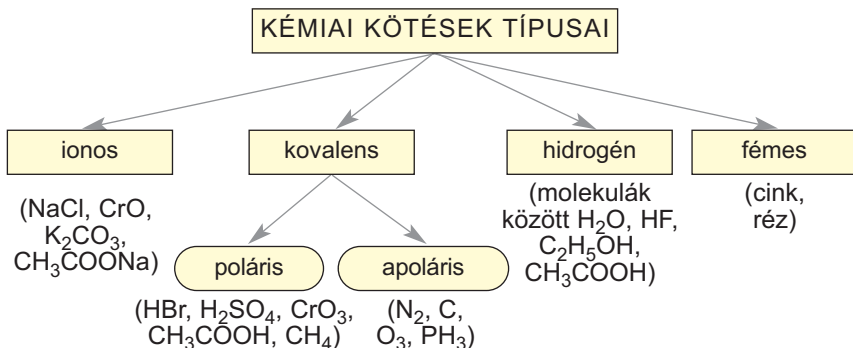 KÉMIAI KÖTÉSEK TÍPUSAI
ionos
kovalens
hidrogén
fémes
(NaCl, CrO,
K₂CO₃,
CH₃COONa)
(molekulák
között H₂O, HF,
C₂H₅OH,
CH₃COOH)
(cink,
réz)
poláris
apoláris
(HBr, H₂SO₄, CrO₃,
CH₃COOH, CH₄)
(N₂, C,
O₃, PH₃)